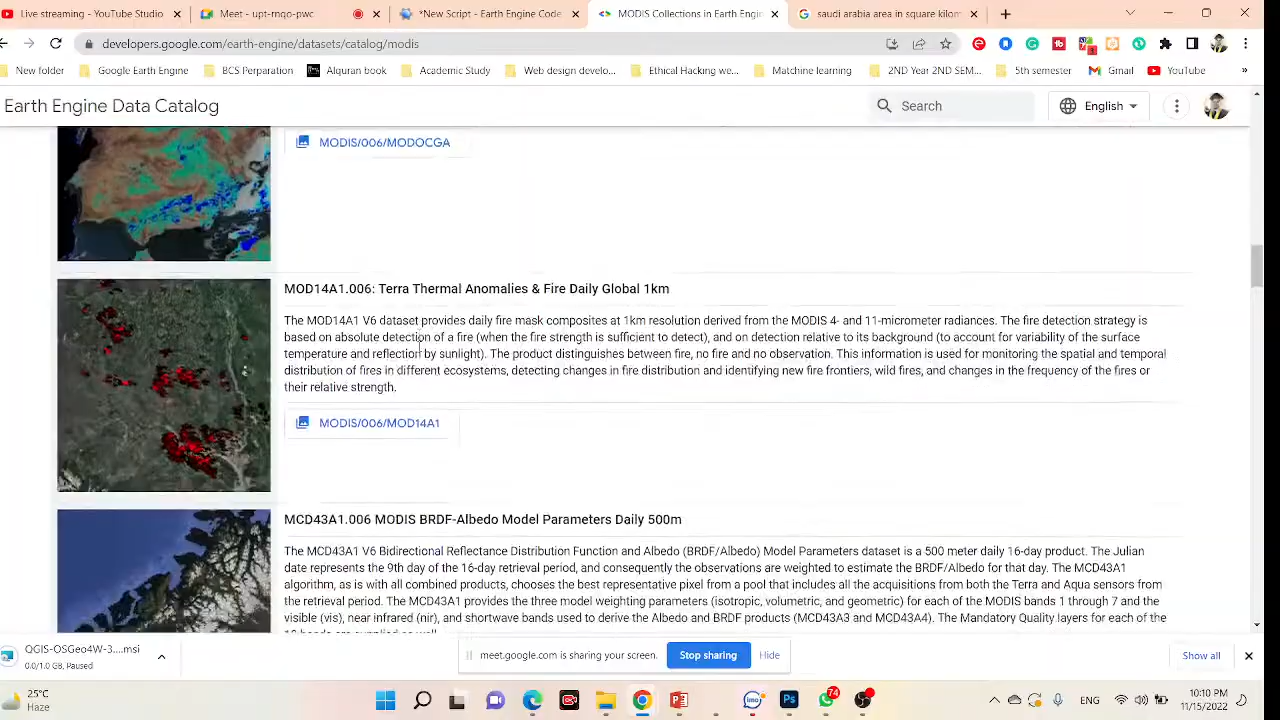 Live streaming - YouTube Studio
Meet - upt-rnqo-pwc
*New Script - Earth Engine Code
MODIS Collections in Earth Engin
saudi arabia area in square kilom
developers.google.com/earth-engine/datasets/catalog/modis
New folder
Google Earth Engine
BCS Perparation
Alquran book
Academy Study
Web design develo...
Ethical Hacking we...
Matchine learning
2ND Year 2ND SEM...
5th semester
Gmail
YouTube
»
Earth Engine Data Catalog
Search
English
MODIS/006/MODOCGA
MOD14A1.006: Terra Thermal Anomalies & Fire Daily Global 1km
The MOD14A1 V6 dataset provides daily fire mask composites at 1km resolution derived from the MODIS 4- and 11-micrometer radiances. The fire detection strategy is
based on absolute detection of a fire (when the fire strength is sufficient to detect), and on detection relative to its background (to account for variability of the surface
temperature and reflection by sunlight). The product distinguishes between fire, no fire and no observation. This information is used for monitoring the spatial and temporal
distribution of fires in different ecosystems, detecting changes in fire distribution and identifying new fire frontiers, wild fires, and changes in the frequency of the fires or
their relative strength.
MODIS/006/MOD14A1
MCD43A1.006 MODIS BRDF-Albedo Model Parameters Daily 500m
The MCD43A1 V6 Bidirectional Reflectance Distribution Function and Albedo (BRDF/Albedo) Model Parameters dataset is a 500 meter daily 16-day product. The Julian
date represents the 9th day of the 16-day retrieval period, and consequently the observations are weighted to estimate the BRDF/Albedo for that day. The MCD43A1
algorithm, as is with all combined products, chooses the best representative pixel from a pool that includes all the acquisitions from both the Terra and Aqua sensors from
the retrieval period. The MCD43A1 provides the three model weighting parameters (isotropic, volumetric, and geometric) for each of the MODIS bands 1 through 7 and the
visible (vis), near infrared (nir), and shortwave bands used to derive the Albedo and BRDF products (MCD43A3 and MCD43A4). The Mandatory Quality layers for each of the
QGIS-OSGeo4W-3....msi
0.0/1.0 GB, Paused
meet.google.com is sharing your screen.
Stop sharing
Hide
Show all
25°C
Haze
74
ENG
10:10 PM
11/15/2022